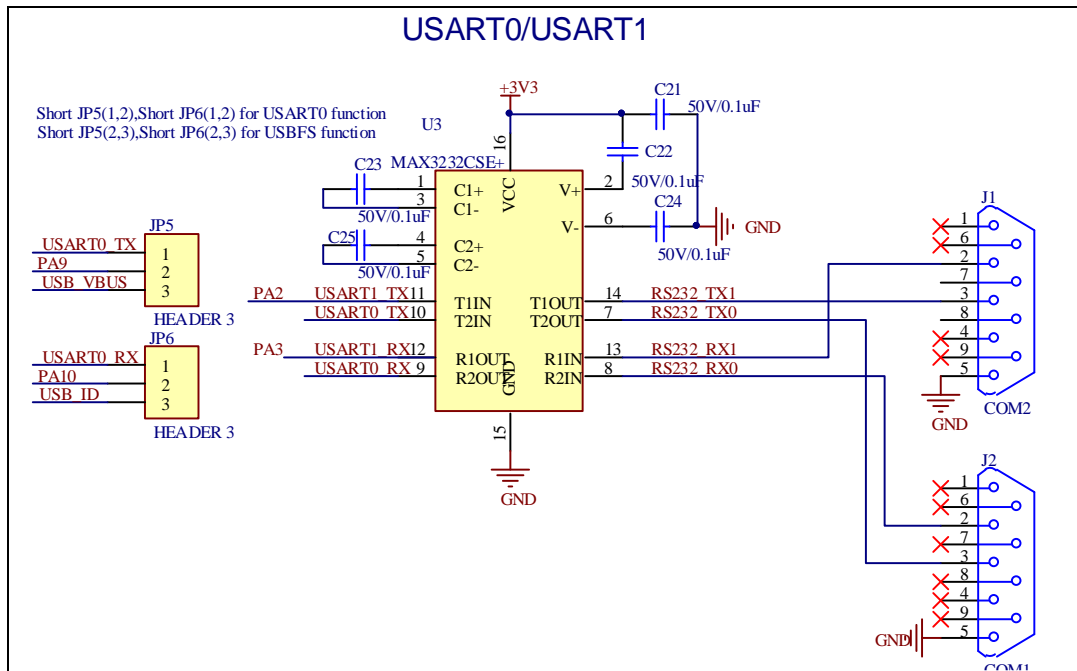 USART0/USART1
Short JP5(1,2),Short JP6(1,2) for USART0 function
Short JP5(2,3),Short JP6(2,3) for USBFS function
+3V3
C21
50V/0.1uF
C22
50V/0.1uF
C24
50V/0.1uF
GND
U3
MAX3232CSE+
16
VCC
C23
50V/0.1uF
1
C1+
3
C1-
C25
50V/0.1uF
4
C2+
5
C2-
V+
2
V-
6
PA2
USART1_TX
11
T1IN
T1OUT
14
RS232_TX1
USART0_TX
10
T2IN
T2OUT
7
RS232_TX0
PA3
USART1_RX
12
R1OUT
R1IN
13
RS232_RX1
USART0_RX
9
R2OUT
R2IN
8
RS232_RX0
GND
15
GND
JP5
USART0_TX
1
PA9
2
USB_VBUS
3
HEADER 3
JP6
USART0_RX
1
PA10
2
USB_ID
3
HEADER 3
J1
1
6
2
7
3
8
4
9
5
COM2
GND
J2
1
6
2
7
3
8
4
9
5
GND
COM1